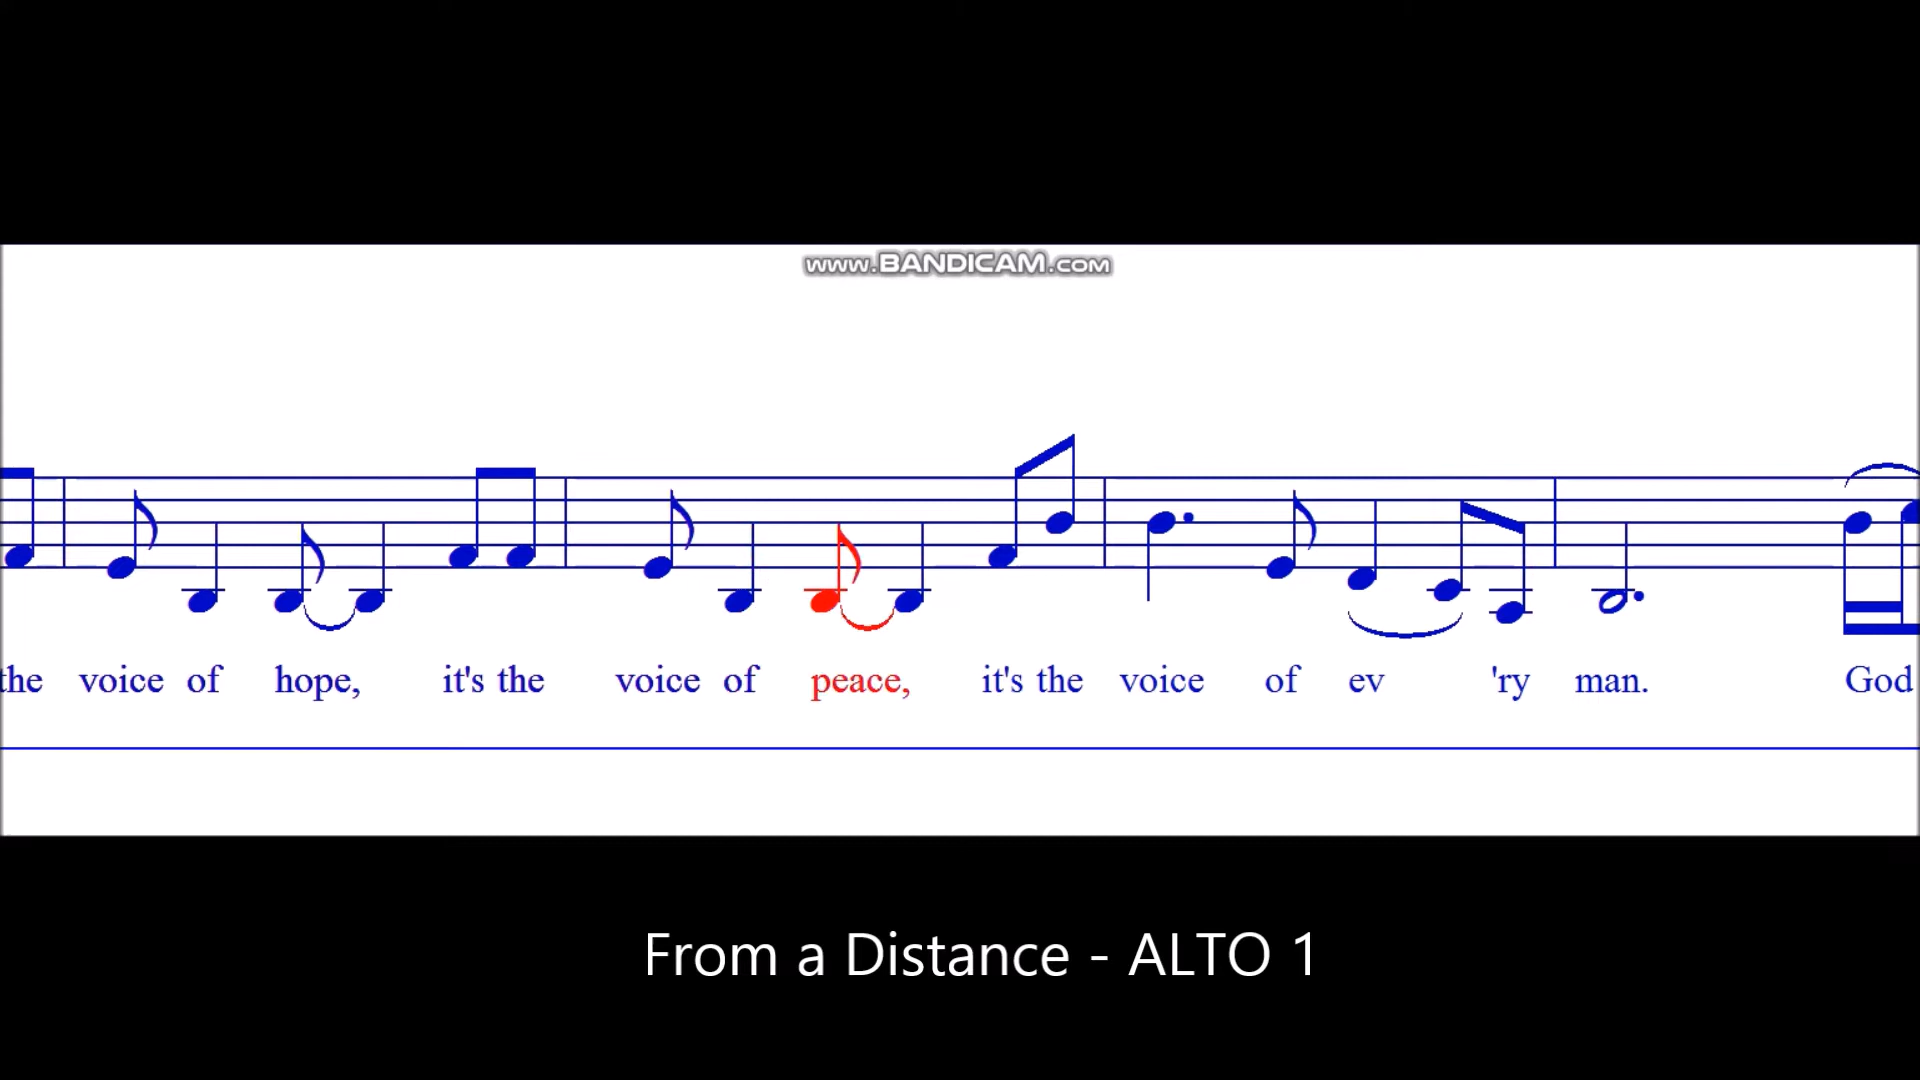 www.BANDICAM.com
the voice of hope, it's the voice of peace, it's the voice of ev 'ry man. God
From a Distance - ALTO 1